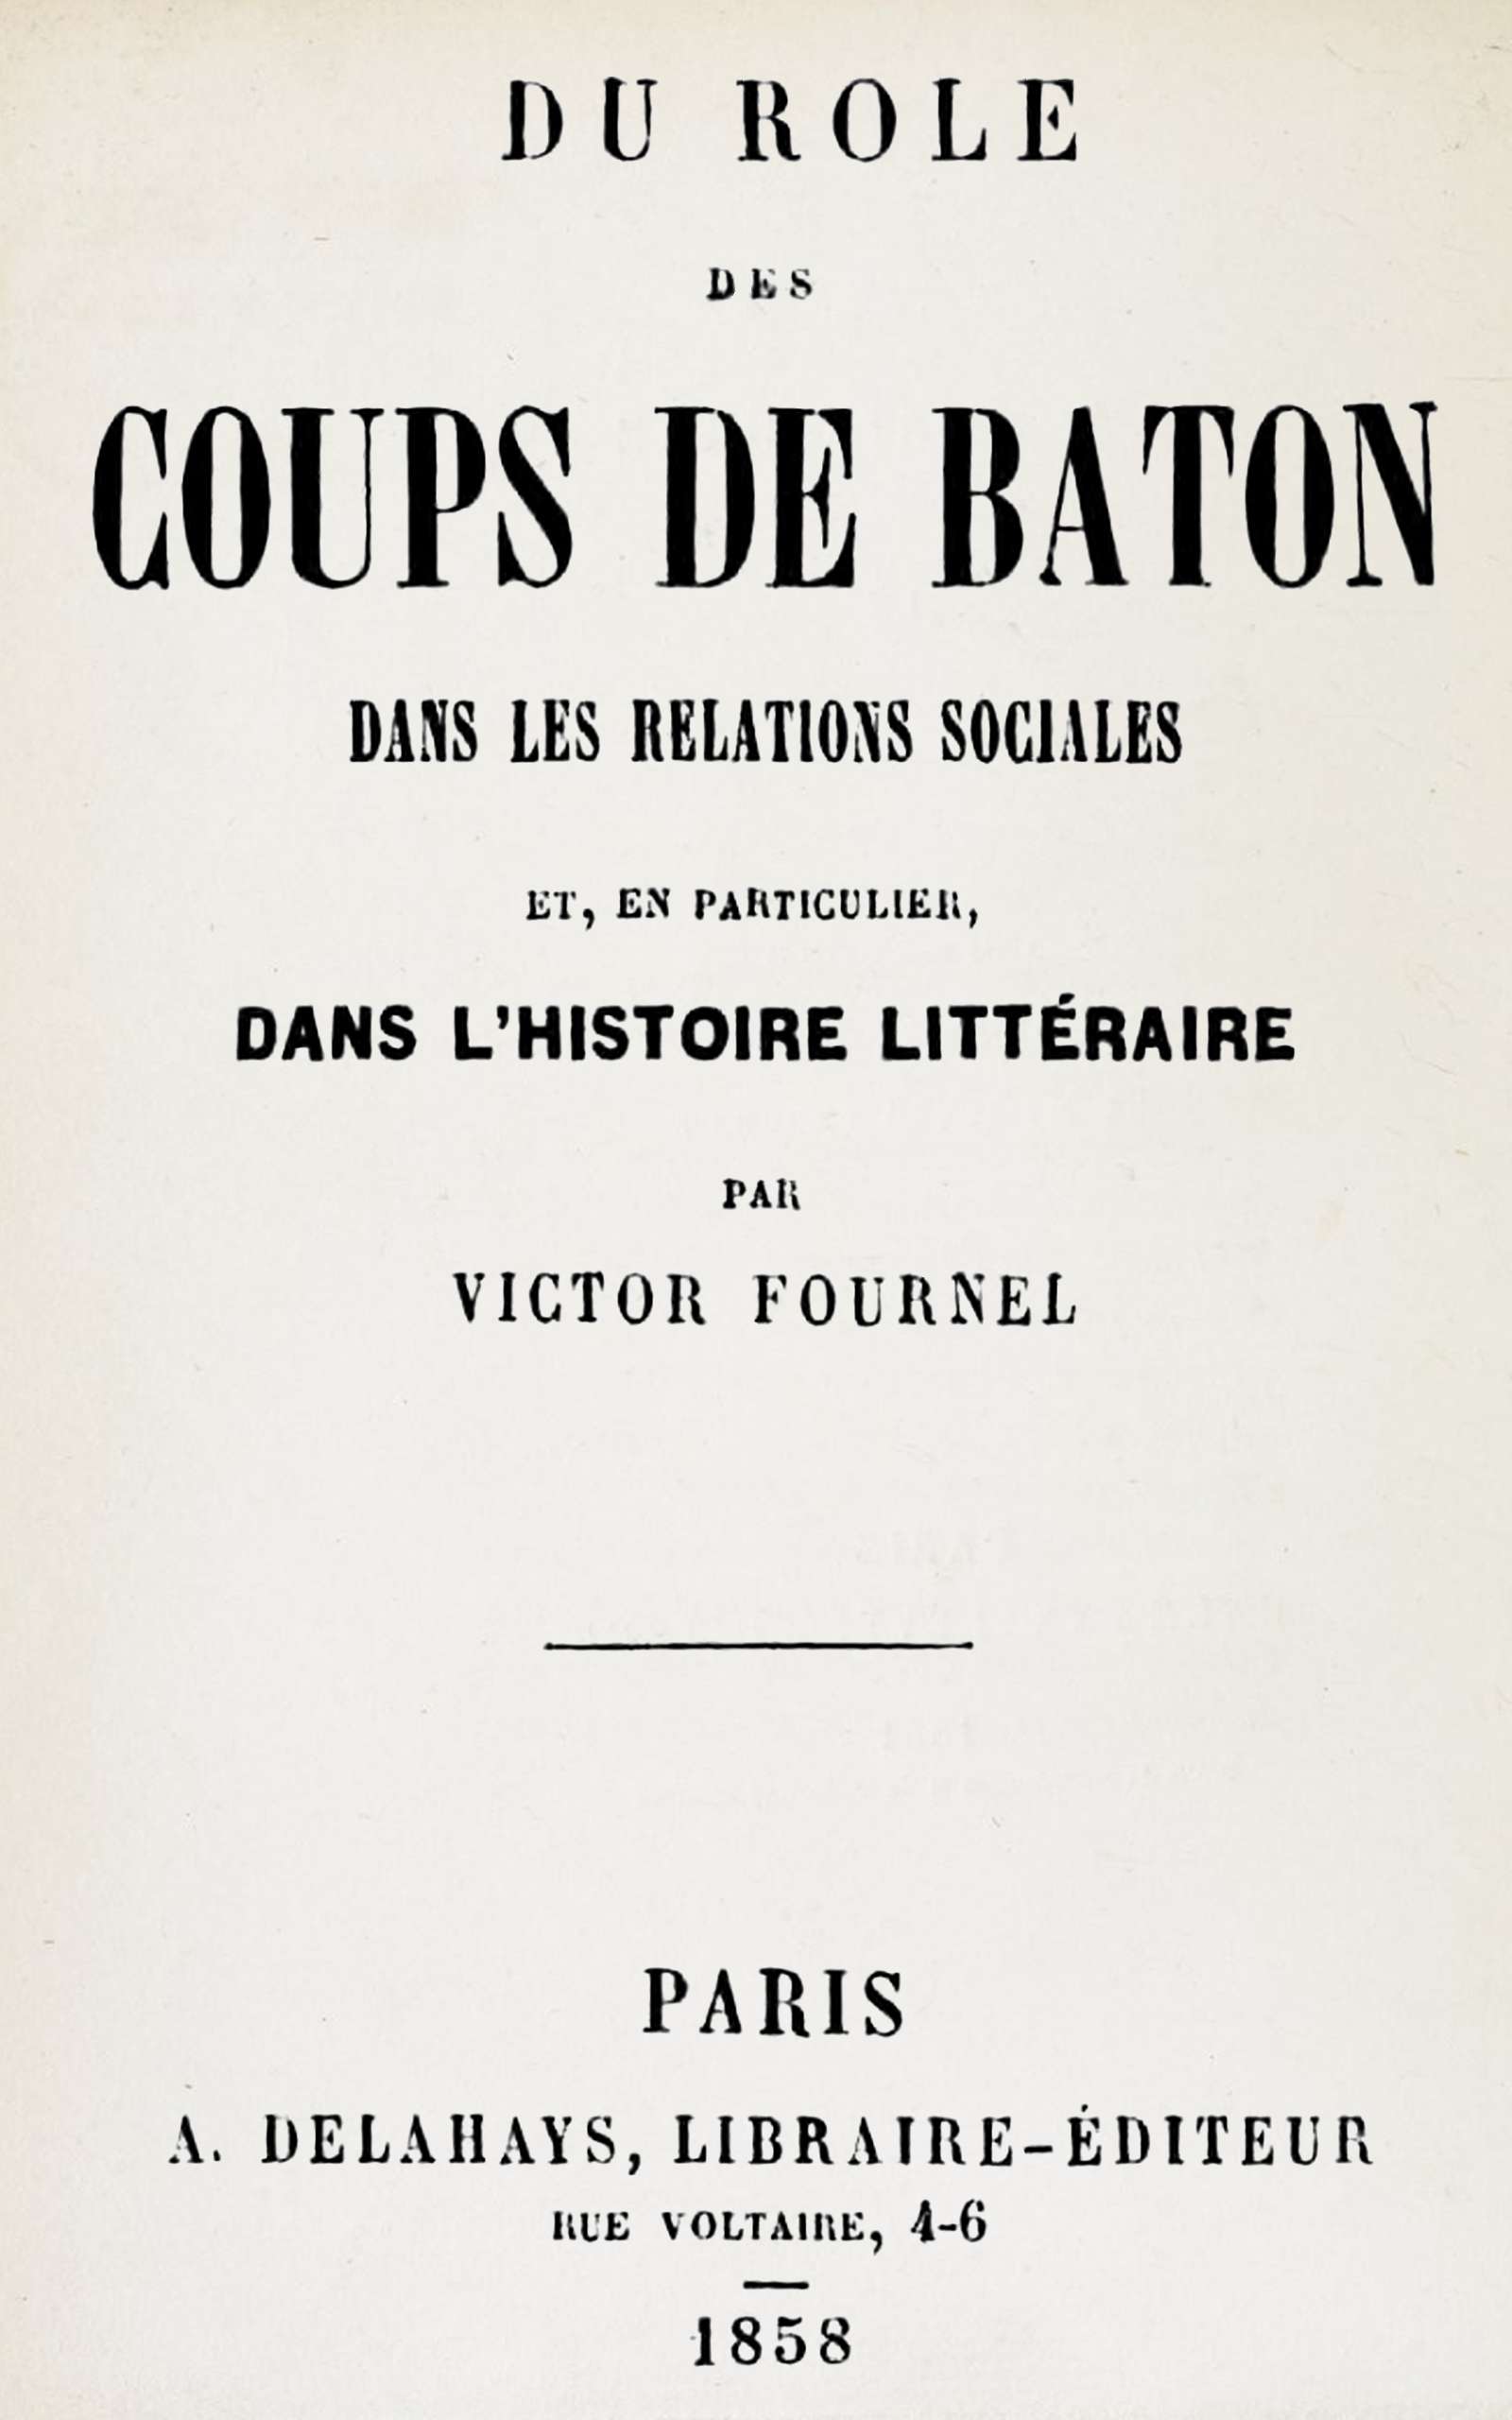 DU ROLE
DES
COUPS DE BATON
DANS LES RELATIONS SOCIALES
ET, EN PARTICULIER,
DANS L'HISTOIRE LITTÉRAIRE
PAR
VICTOR FOURNEL
PARIS
A. DELAHAYS, LIBRAIRE-ÉDITEUR
RUE VOLTAIRE, 4-6
1858